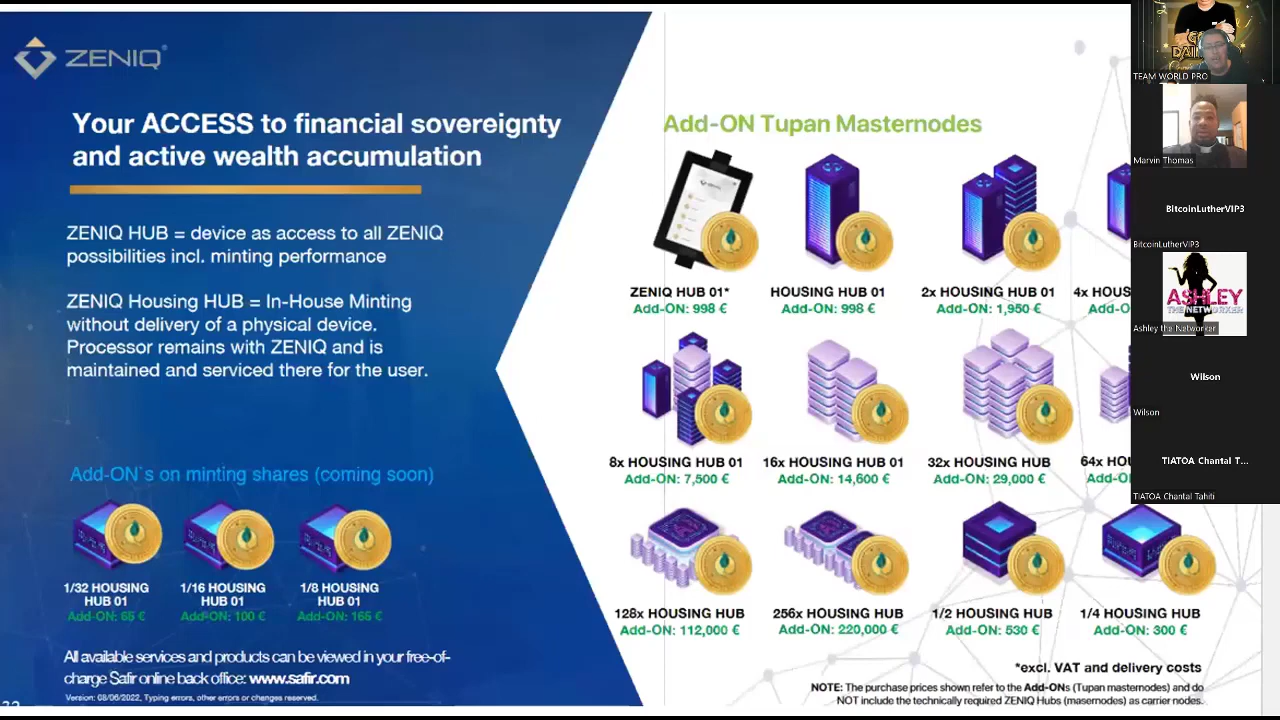 ZENIQ®
Your ACCESS to financial sovereignty
and active wealth accumulation
ZENIQ HUB = device as access to all ZENIQ
possibilities incl. minting performance
ZENIQ Housing HUB = In-House Minting
without delivery of a physical device.
Processor remains with ZENIQ and is
maintained and serviced there for the user.
Add-ON`s on minting shares (coming soon)
1/32 HOUSING
HUB 01
Add-ON: 65 €
1/16 HOUSING
HUB 01
Add-ON: 100 €
1/8 HOUSING
HUB 01
Add-ON: 165 €
All available services and products can be viewed in your free-of-
charge Safir online back office: www.safir.com
Version: 08/06/2022, Typing errors, other errors or changes reserved.
Add-ON Tupan Masternodes
ZENIQ HUB 01*
Add-ON: 998 €
HOUSING HUB 01
Add-ON: 998 €
2x HOUSING HUB 01
Add-ON: 1,950 €
4x HOUS
Add-O
8x HOUSING HUB 01
Add-ON: 7,500 €
16x HOUSING HUB 01
Add-ON: 14,600 €
32x HOUSING HUB
Add-ON: 29,000 €
64x HO
Add-O
128x HOUSING HUB
Add-ON: 112,000 €
256x HOUSING HUB
Add-ON: 220,000 €
1/2 HOUSING HUB
Add-ON: 530 €
1/4 HOUSING HUB
Add-ON: 300 €
*excl. VAT and delivery costs
NOTE: The purchase prices shown refer to the Add-ONs (Tupan masternodes) and do
NOT include the technically required ZENIQ Hubs (masernodes) as carrier nodes.
TEAM WORLD PRO
Marvin Thomas
BitcoinLutherVIP3
BitcoinLutherVIP3
ASHLEY
THE NETWORKER
Ashley the Networker
Wilson
Wilson
TIATOA Chantal T...
TIATOA Chantal Tahiti